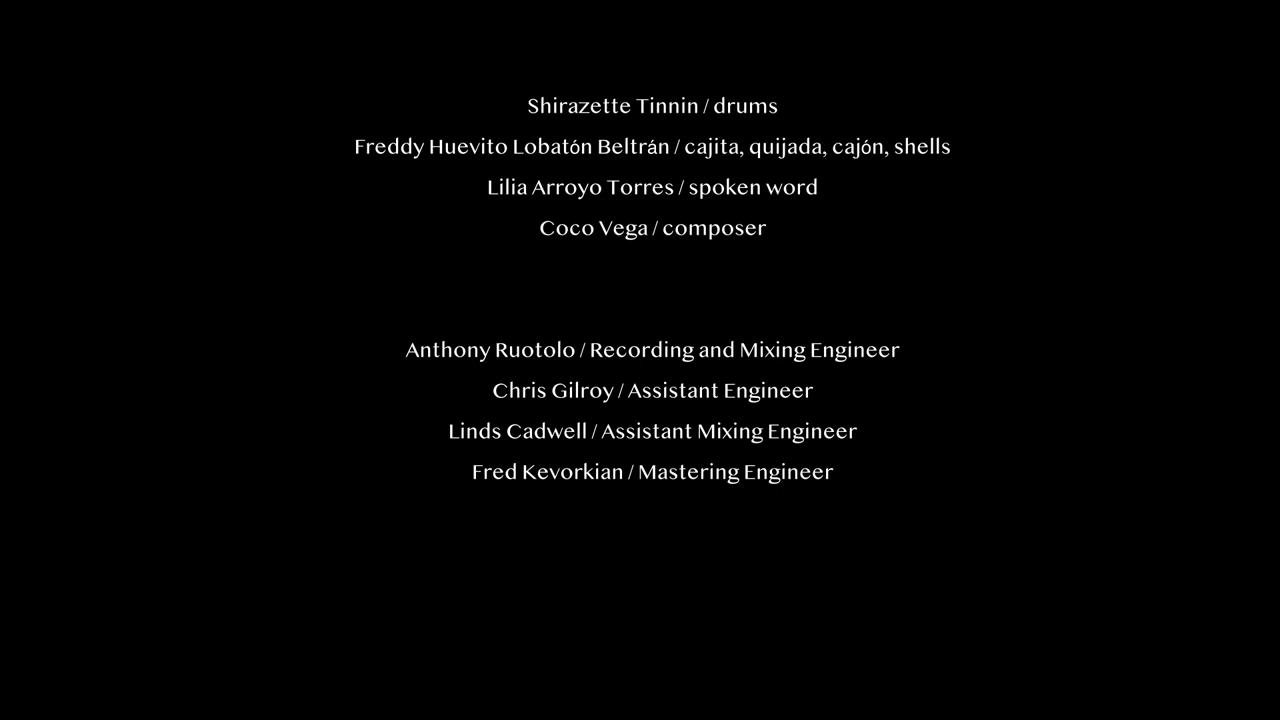 Shirazette Tinnin / drums
Freddy Huevito Lobatón Beltrán / cajita, quijada, cajón, shells
Lilia Arroyo Torres / spoken word
Coco Vega / composer
Anthony Ruotolo / Recording and Mixing Engineer
Chris Gilroy / Assistant Engineer
Linds Cadwell / Assistant Mixing Engineer
Fred Kevorkian / Mastering Engineer